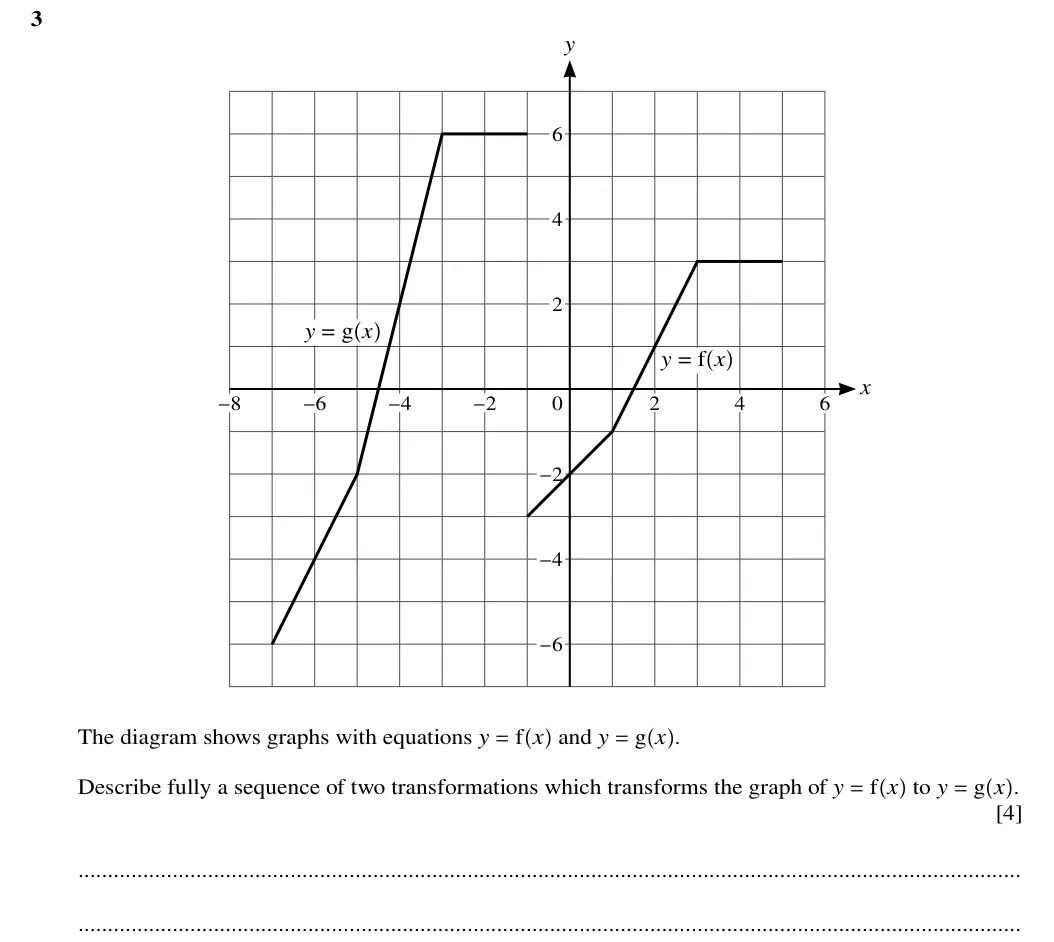 3
y
6
4
2
y = g(x)
y = f(x)
x
−8 −6 −4 −2 0 2 4 6
−2
−4
−6
The diagram shows graphs with equations y = f(x) and y = g(x).
Describe fully a sequence of two transformations which transforms the graph of y = f(x) to y = g(x).
[4]